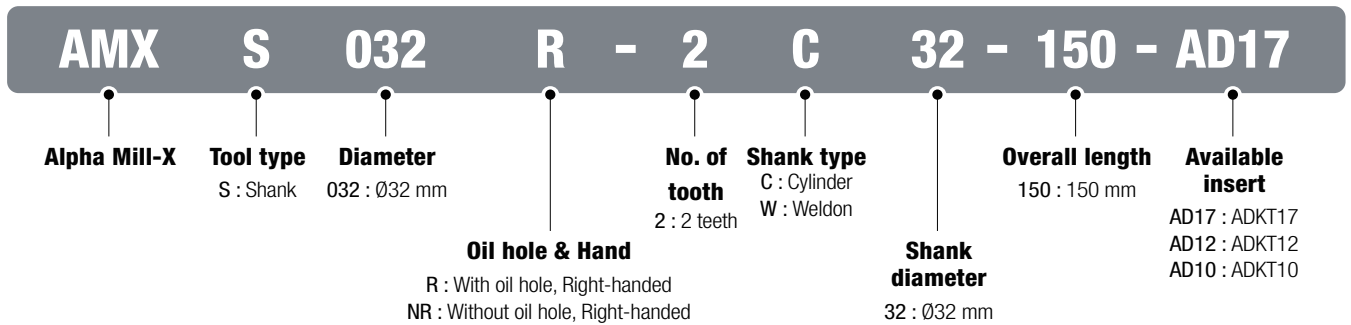 AMX S 032 R - 2 C 32 - 150 - AD17
Alpha Mill-X
Tool type
S : Shank
Diameter
032 : Ø32 mm
Oil hole & Hand
R : With oil hole, Right-handed
NR : Without oil hole, Right-handed
No. of
tooth
2 : 2 teeth
Shank type
C : Cylinder
W : Weldon
Shank
diameter
32 : Ø32 mm
Overall length
150 : 150 mm
Available
insert
AD17 : ADKT17
AD12 : ADKT12
AD10 : ADKT10